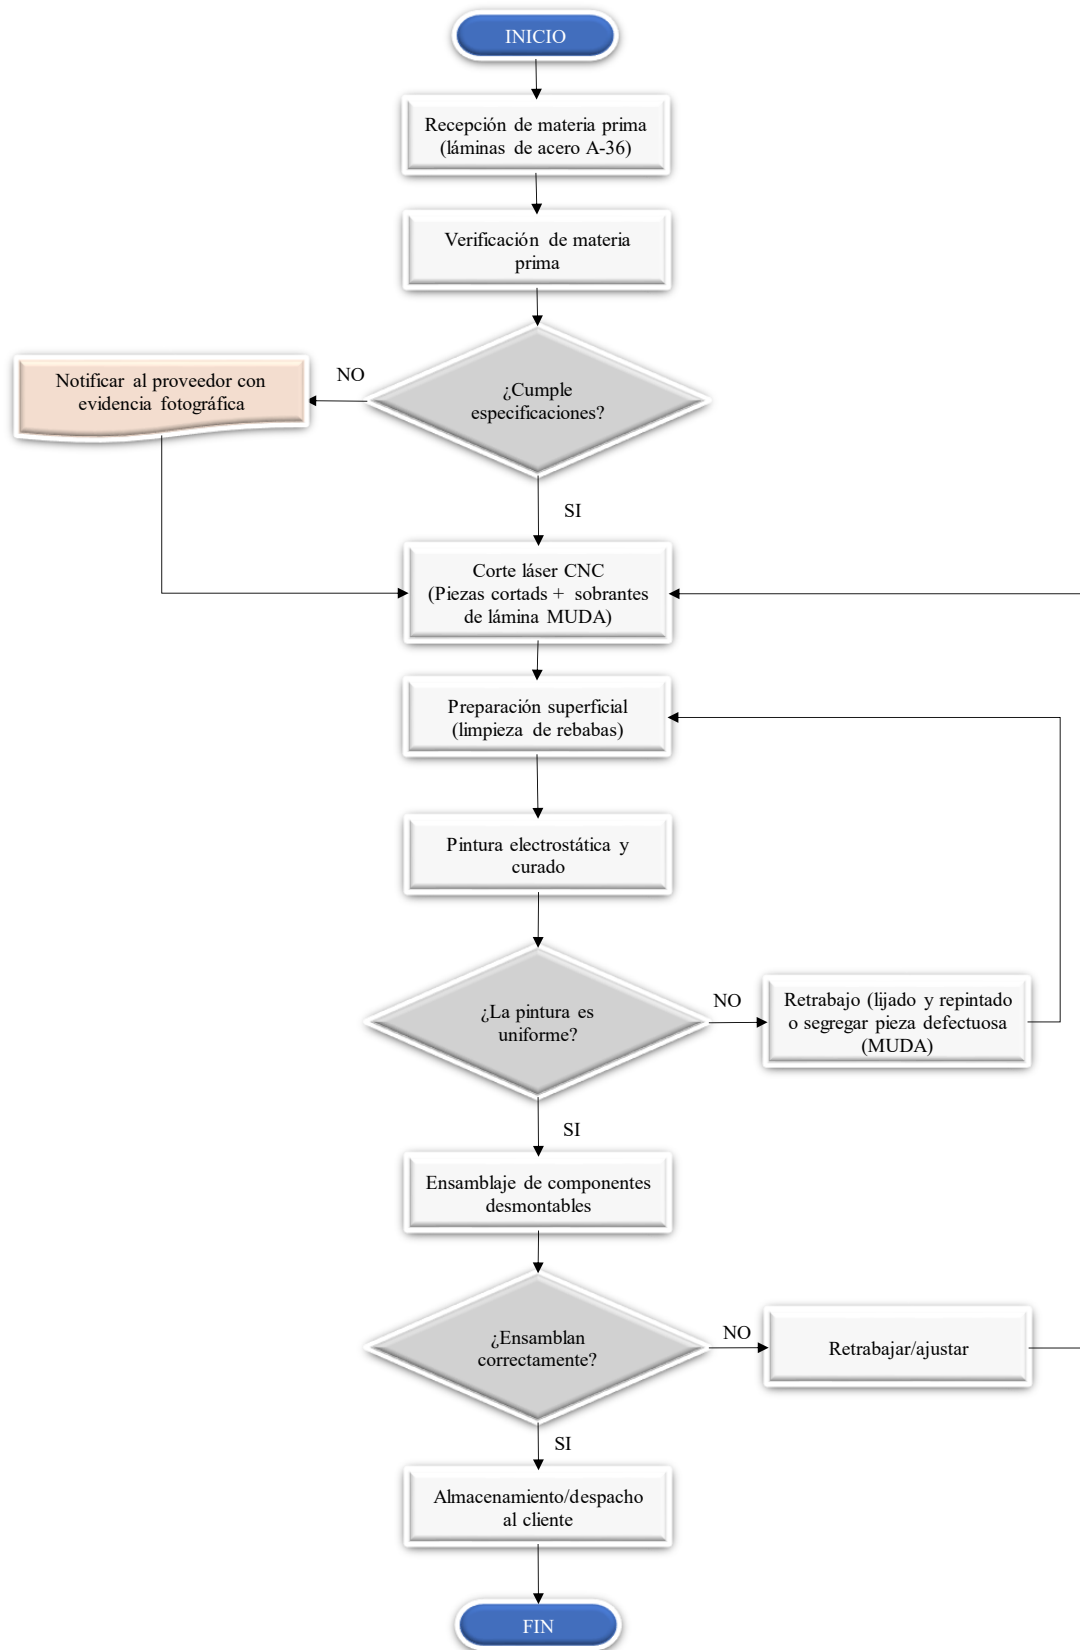 INICIO
Recepción de materia prima
(láminas de acero A-36)
Verificación de materia
prima
¿Cumple
especificaciones?
NO
Notificar al proveedor con
evidencia fotográfica
SI
Corte láser CNC
(Piezas cortads + sobrantes
de lámina MUDA)
Preparación superficial
(limpieza de rebabas)
Pintura electrostática y
curado
¿La pintura es
uniforme?
NO
Retrabajo (lijado y repintado
o segregar pieza defectuosa
(MUDA)
SI
Ensamblaje de componentes
desmontables
¿Ensamblan
correctamente?
NO
Retrabajar/ajustar
SI
Almacenamiento/despacho
al cliente
FIN